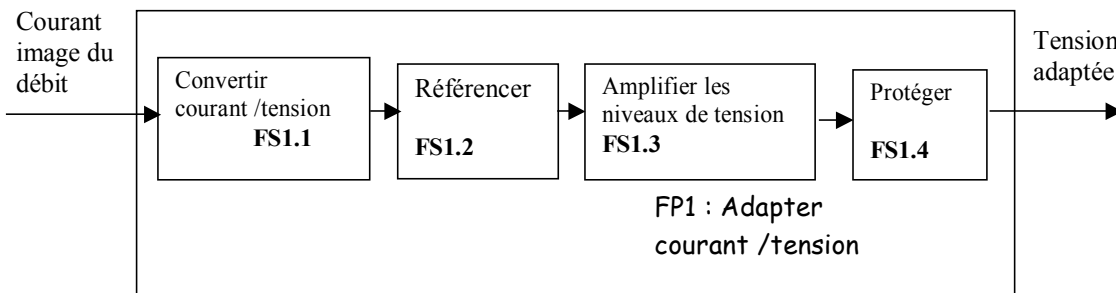 Courant
image du
débit
Convertir
courant /tension
FS1.1
Référencer
FS1.2
Amplifier les
niveaux de tension
FS1.3
Protéger
FS1.4
Tension
adaptée
FP1 : Adapter
courant /tension